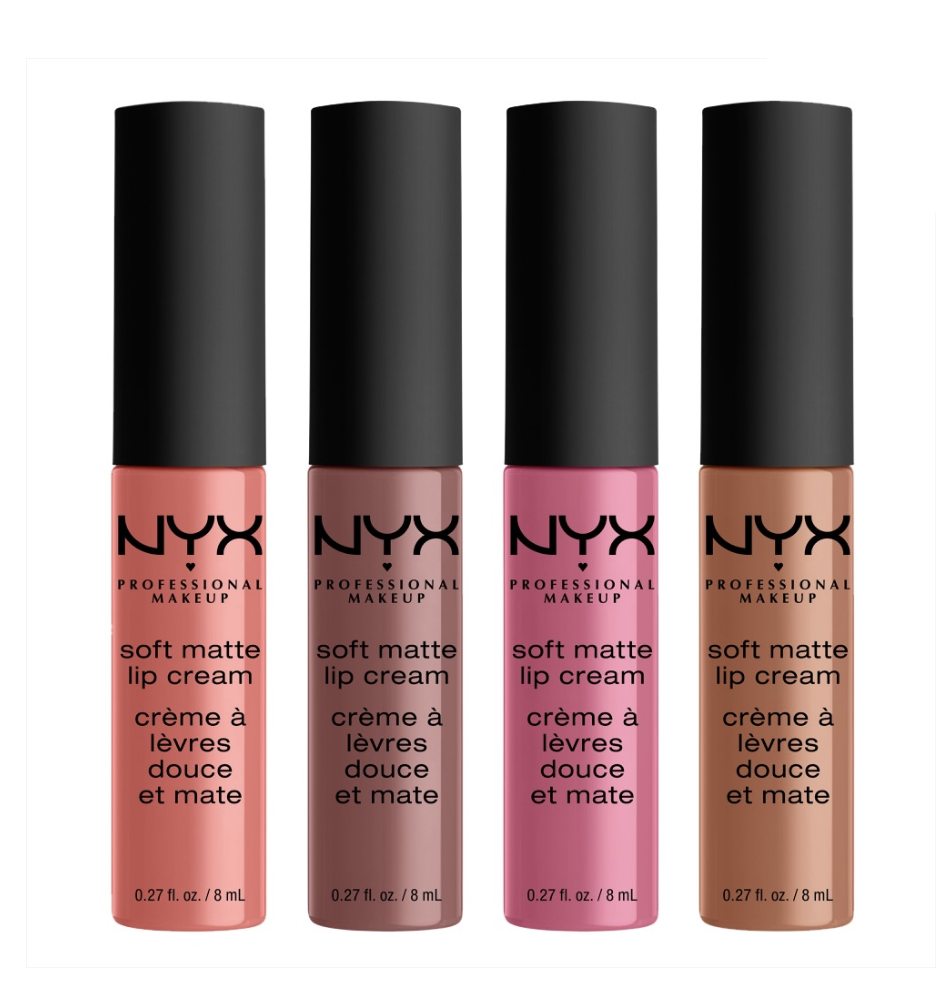 NYX
PROFESSIONAL
MAKEUP
soft matte
lip cream
crème à
lèvres
douce
et mate
0.27 fl. oz. / 8 mL
NYX
PROFESSIONAL
MAKEUP
soft matte
lip cream
crème à
lèvres
douce
et mate
0.27 fl. oz. / 8 mL
NYX
PROFESSIONAL
MAKEUP
soft matte
lip cream
crème à
lèvres
douce
et mate
0.27 fl. oz. / 8 mL
NYX
PROFESSIONAL
MAKEUP
soft matte
lip cream
crème à
lèvres
douce
et mate
0.27 fl. oz. / 8 mL